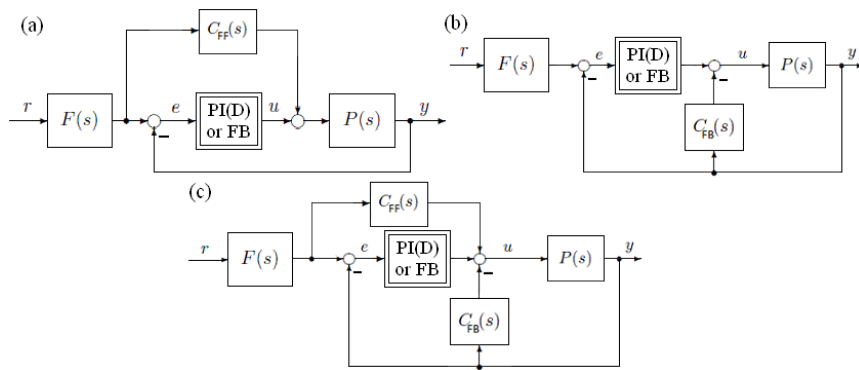 (a)
C_FF(s)
r
F(s)
e
PI(D)
or FB
u
P(s)
y
(b)
r
F(s)
e
PI(D)
or FB
u
P(s)
y
C_FB(s)
(c)
C_FF(s)
r
F(s)
e
PI(D)
or FB
u
P(s)
y
C_FB(s)